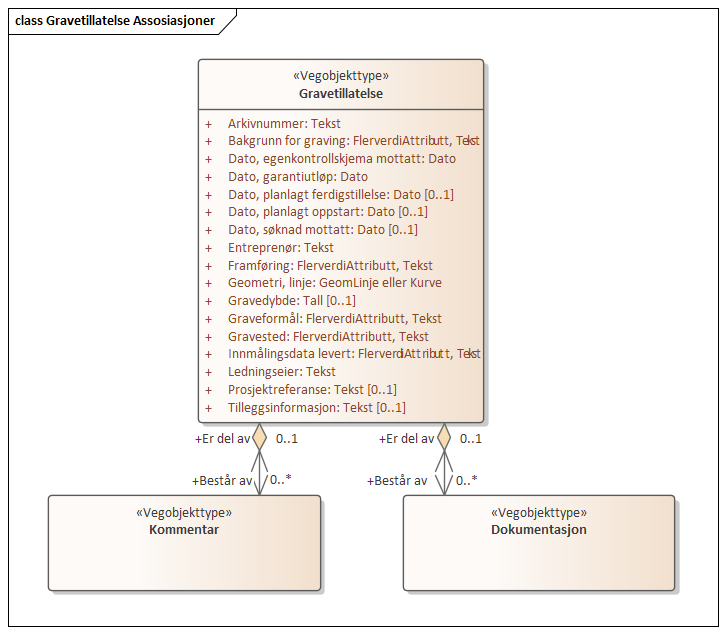 class Gravetillatelse Assosiasjoner
«Vegobjekttype»
Gravetillatelse
+ Arkivnummer: Tekst
+ Bakgrunn for graving: FlerverdiAttributt, Tekst
+ Dato, egenkontrollskjema mottatt: Dato
+ Dato, garantiutløp: Dato
+ Dato, planlagt ferdigstillelse: Dato [0..1]
+ Dato, planlagt oppstart: Dato [0..1]
+ Dato, søknad mottatt: Dato [0..1]
+ Entreprenør: Tekst
+ Framføring: FlerverdiAttributt, Tekst
+ Geometri, linje: GeomLinje eller Kurve
+ Gravedybde: Tall [0..1]
+ Graveformål: FlerverdiAttributt, Tekst
+ Gravested: FlerverdiAttributt, Tekst
+ Innmålingsdata levert: FlerverdiAttributt, Tekst
+ Ledningseier: Tekst
+ Prosjektreferanse: Tekst [0..1]
+ Tilleggsinformasjon: Tekst [0..1]
+Er del av 0..1 +Er del av 0..1
+Består av 0..* +Består av 0..*
«Vegobjekttype» «Vegobjekttype»
Kommentar Dokumentasjon